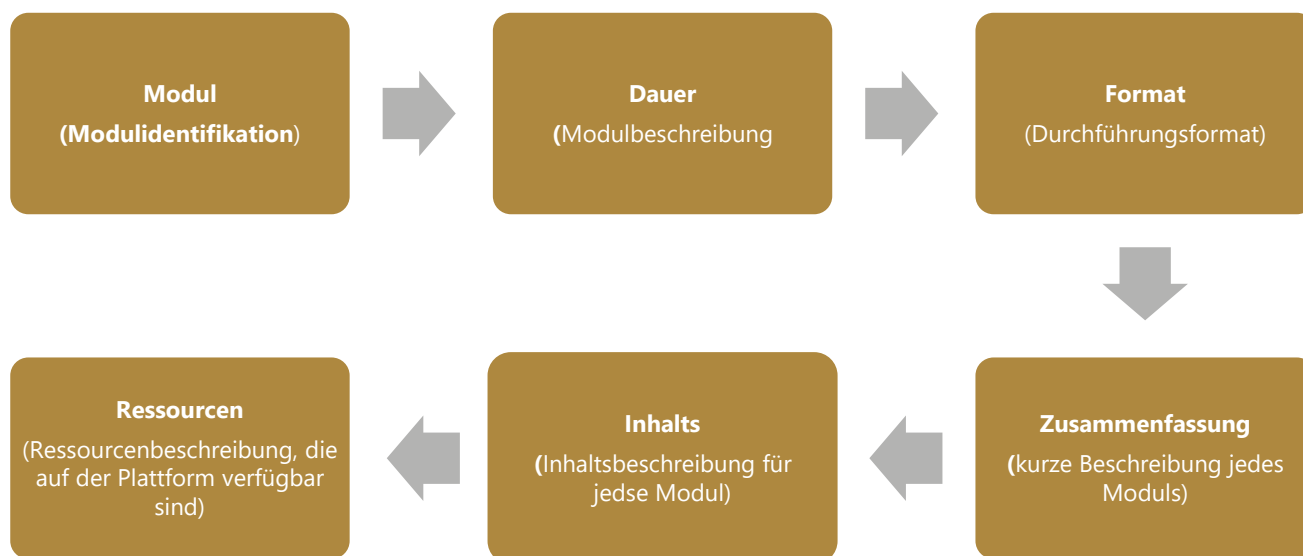 Modul
(Modulidentifikation)
Dauer
(Modulbeschreibung
Format
(Durchführungsformat)
Zusammenfassung
(kurze Beschreibung jedes
Moduls)
Inhalts
(Inhaltsbeschreibung für
jedse Modul)
Ressourcen
(Ressourcenbeschreibung, die
auf der Plattform verfügbar
sind)